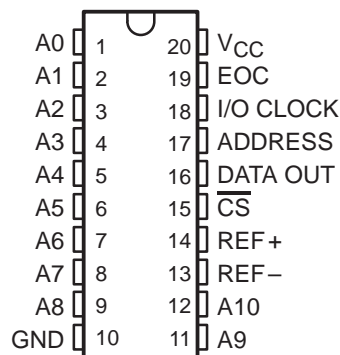 A0 1 20 VCC
A1 2 19 EOC
A2 3 18 I/O CLOCK
A3 4 17 ADDRESS
A4 5 16 DATA OUT
A5 6 15 C̅S̅
A6 7 14 REF+
A7 8 13 REF−
A8 9 12 A10
GND 10 11 A9